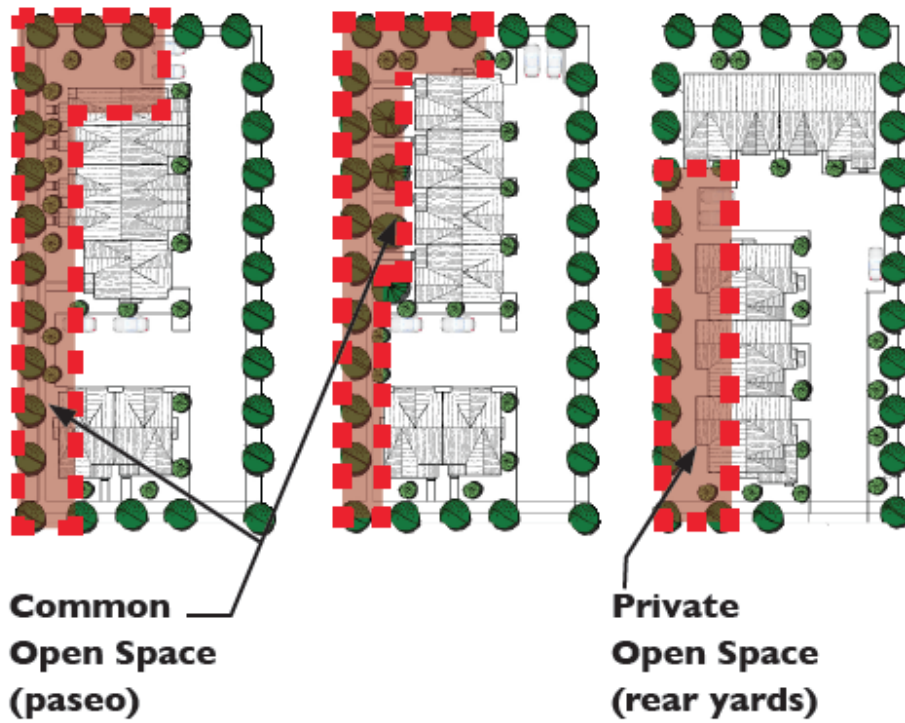 Common
Open Space
(paseo)
Private
Open Space
(rear yards)